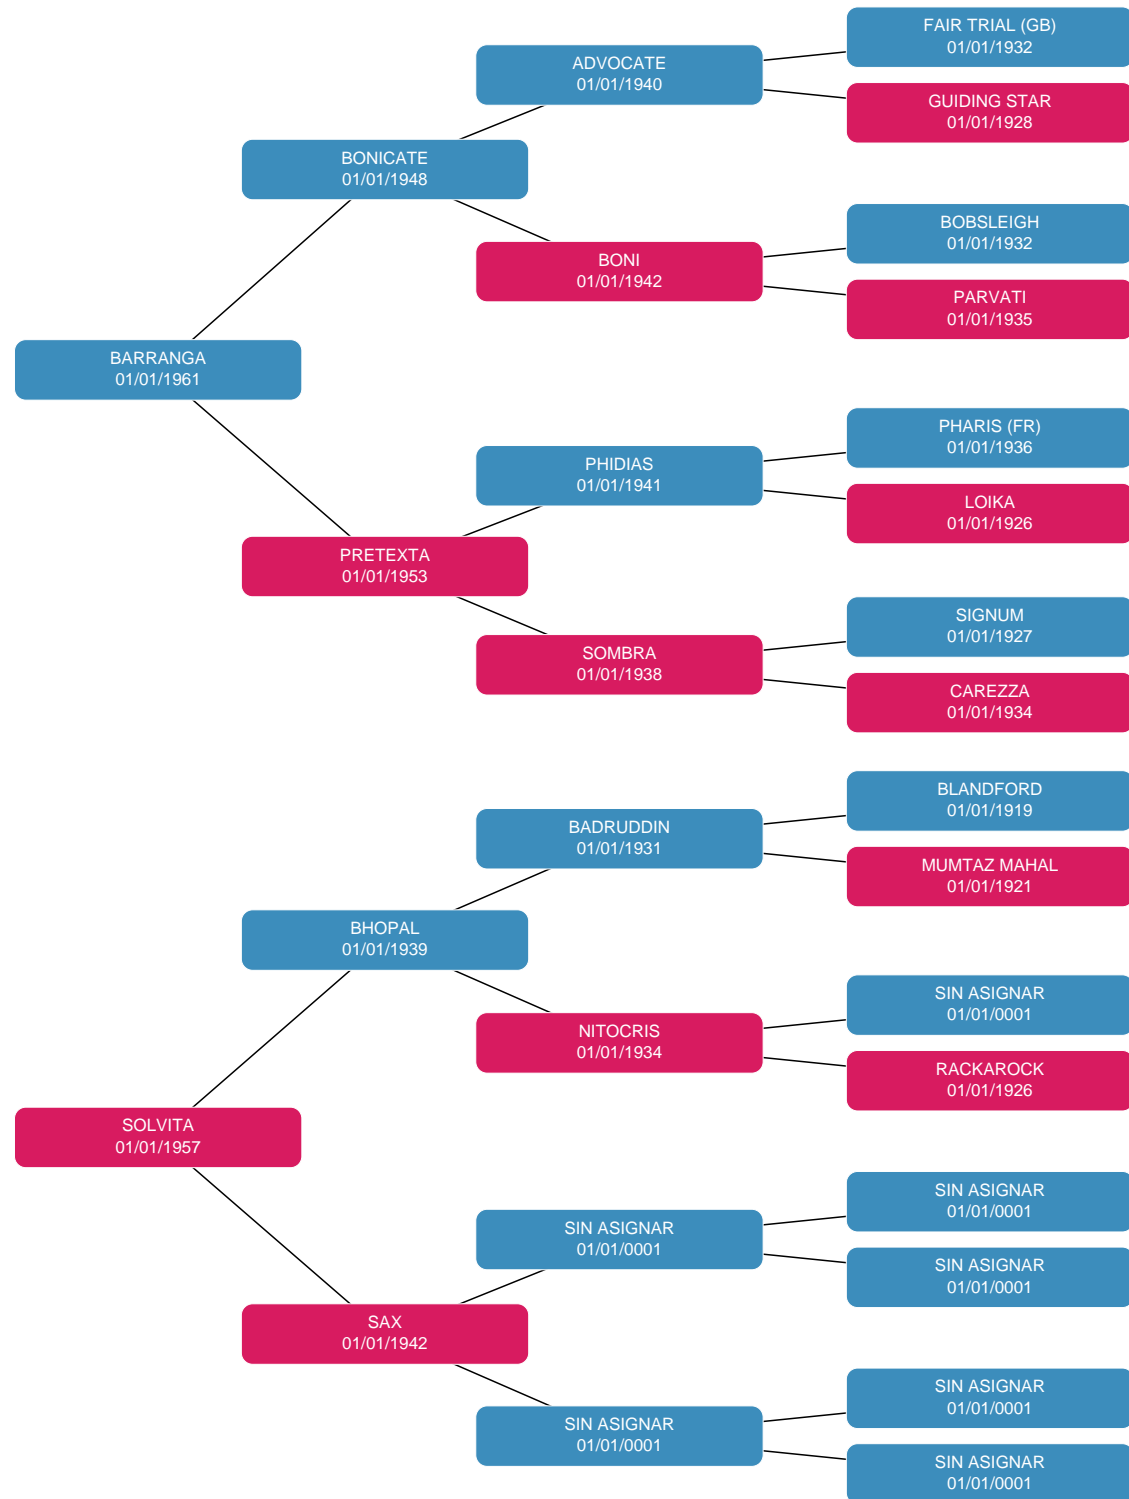 FAIR TRIAL (GB)
01/01/1932
ADVOCATE
01/01/1940
GUIDING STAR
01/01/1928
BONICATE
01/01/1948
BOBSLEIGH
01/01/1932
BONI
01/01/1942
PARVATI
01/01/1935
BARRANGA
01/01/1961
PHARIS (FR)
01/01/1936
PHIDIAS
01/01/1941
LOIKA
01/01/1926
PRETEXTA
01/01/1953
SIGNUM
01/01/1927
SOMBRA
01/01/1938
CAREZZA
01/01/1934
BLANDFORD
01/01/1919
BADRUDDIN
01/01/1931
MUMTAZ MAHAL
01/01/1921
BHOPAL
01/01/1939
SIN ASIGNAR
01/01/0001
NITOCRIS
01/01/1934
RACKAROCK
01/01/1926
SOLVITA
01/01/1957
SIN ASIGNAR
01/01/0001
SIN ASIGNAR
01/01/0001
SIN ASIGNAR
01/01/0001
SAX
01/01/1942
SIN ASIGNAR
01/01/0001
SIN ASIGNAR
01/01/0001
SIN ASIGNAR
01/01/0001